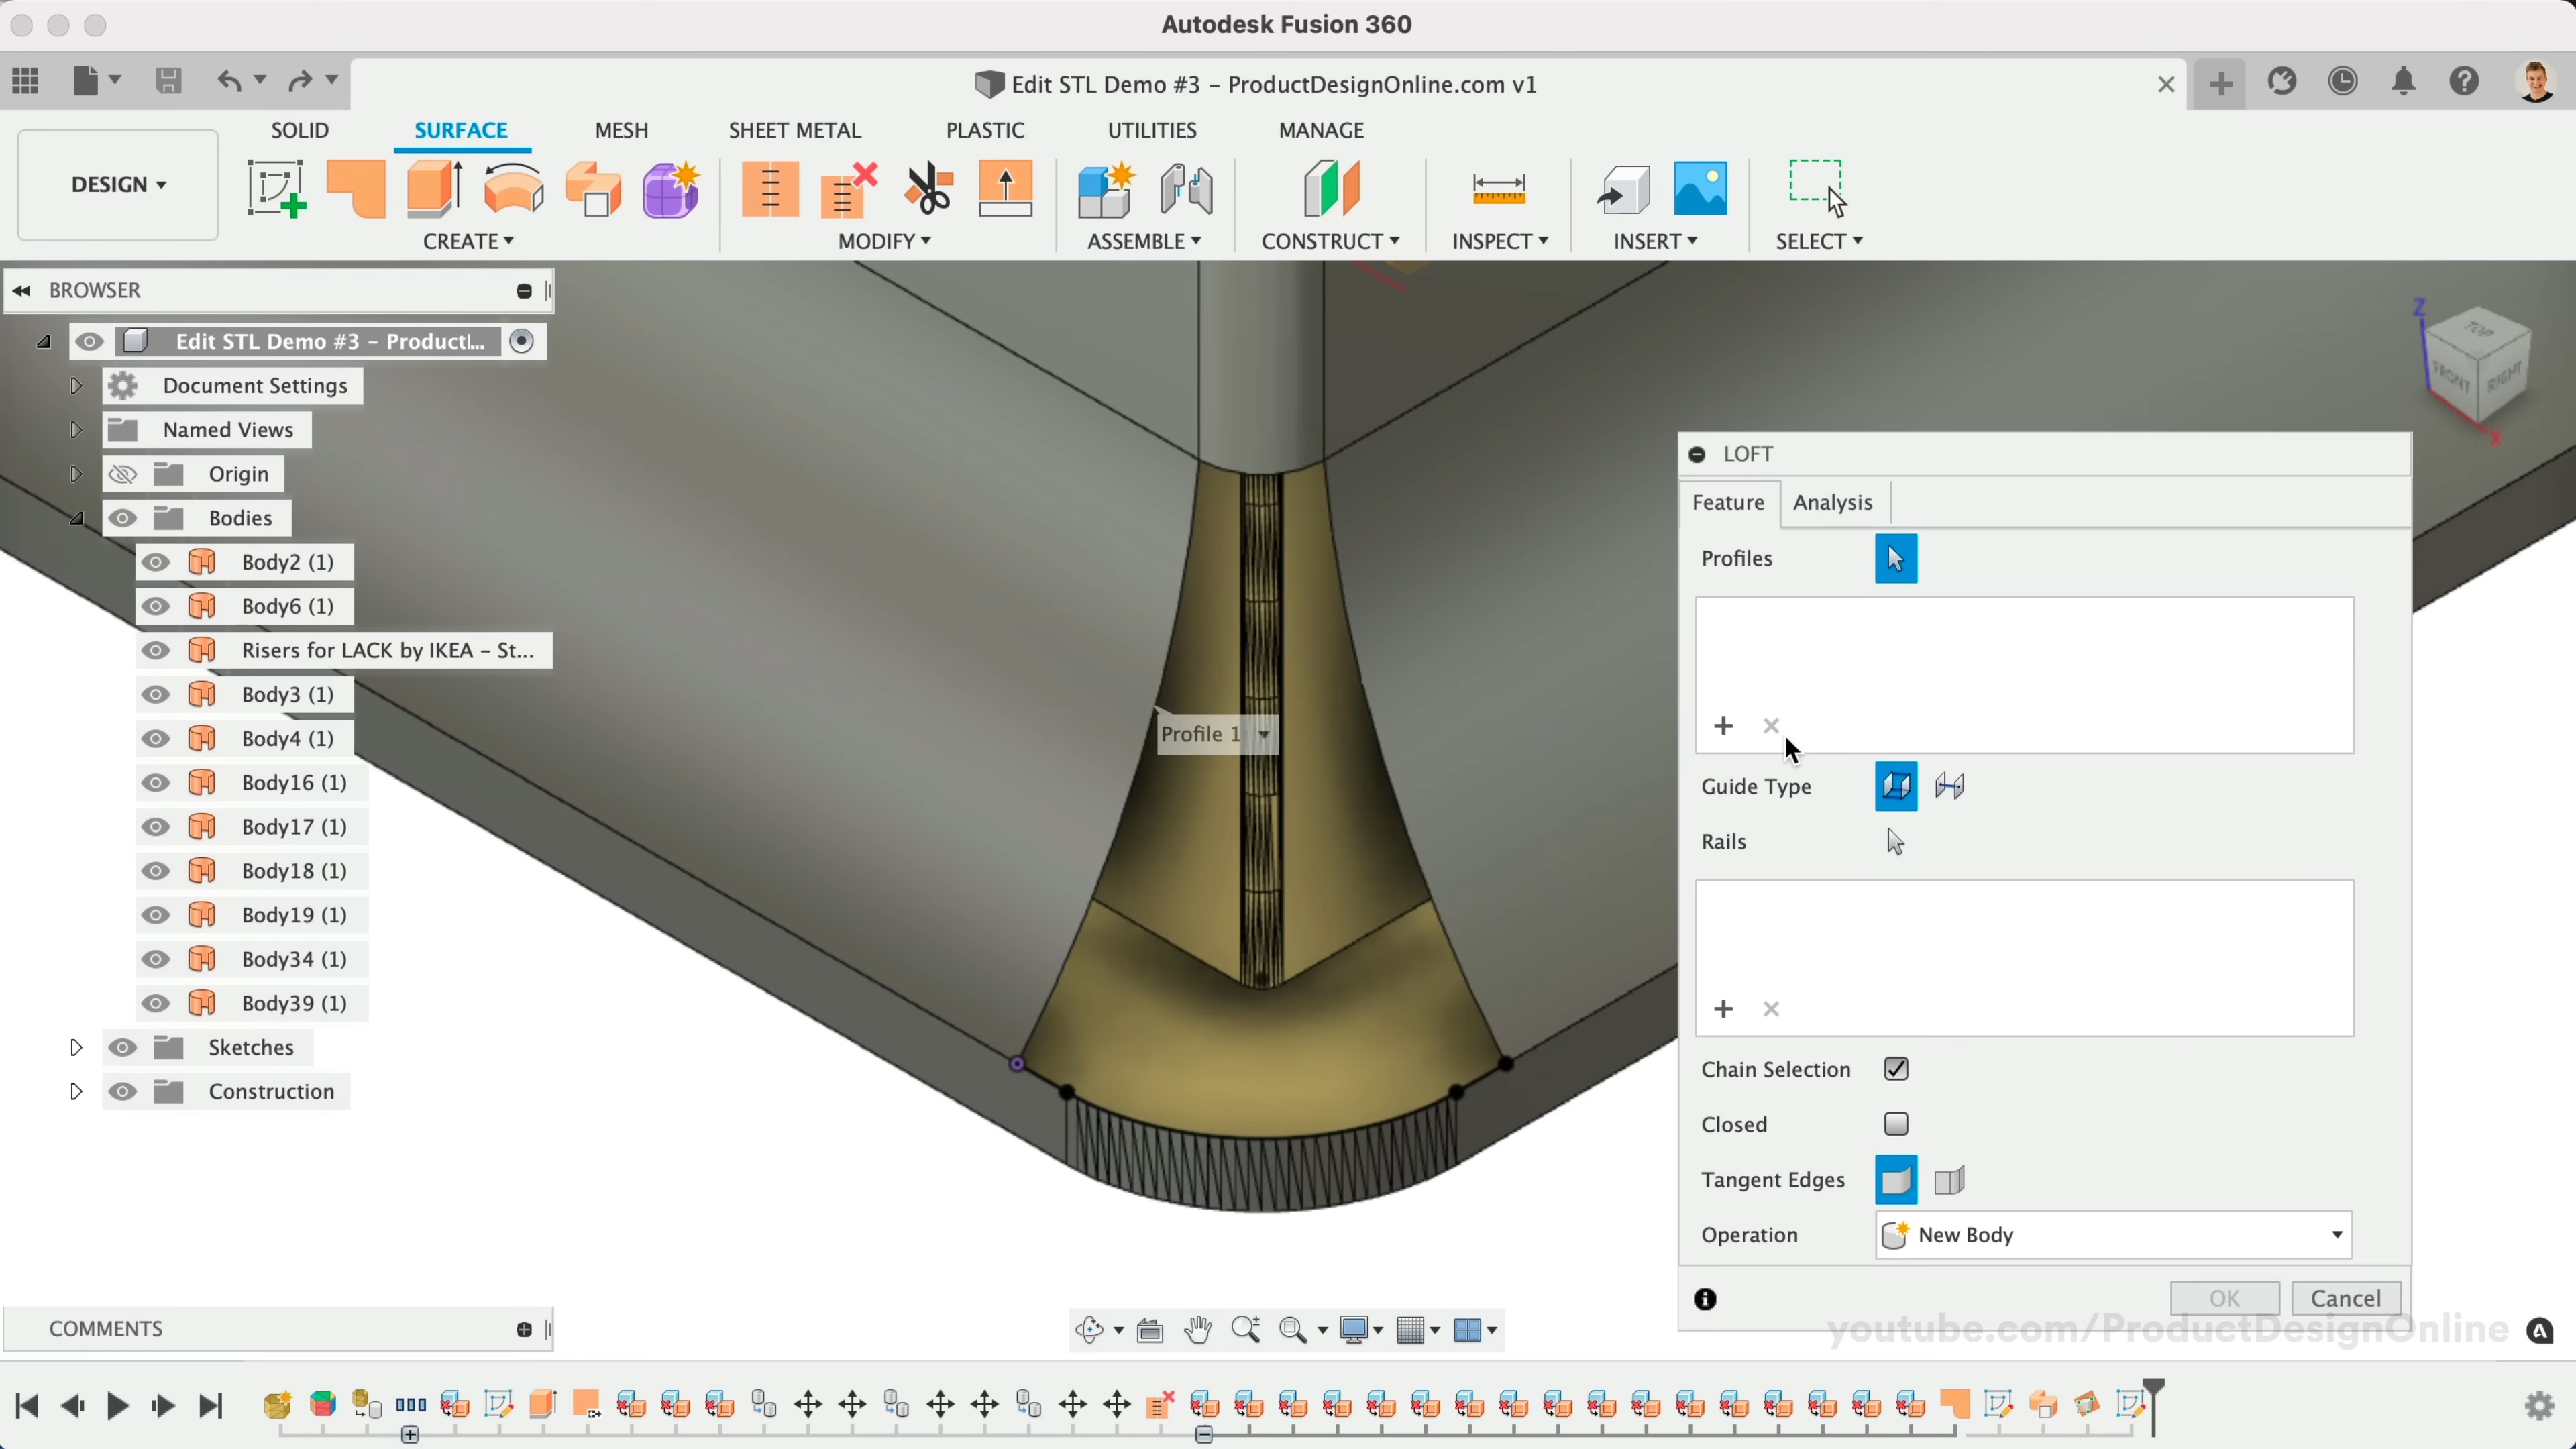 Autodesk Fusion 360
Edit STL Demo #3 – ProductDesignOnline.com v1
SOLID SURFACE MESH SHEET METAL PLASTIC UTILITIES MANAGE
DESIGN
CREATE MODIFY ASSEMBLE CONSTRUCT INSPECT INSERT SELECT
BROWSER
Edit STL Demo #3 – Productl...
Document Settings
Named Views
Origin
Bodies
Body2 (1)
Body6 (1)
Risers for LACK by IKEA – St...
Body3 (1)
Body4 (1)
Body16 (1)
Body17 (1)
Body18 (1)
Body19 (1)
Body34 (1)
Body39 (1)
Sketches
Construction
Profile 1
Z
TOP
FRONT RIGHT
X
LOFT
Feature Analysis
Profiles
Guide Type
Rails
Chain Selection
Closed
Tangent Edges
Operation New Body
OK Cancel
COMMENTS
youtube.com/ProductDesignOnline